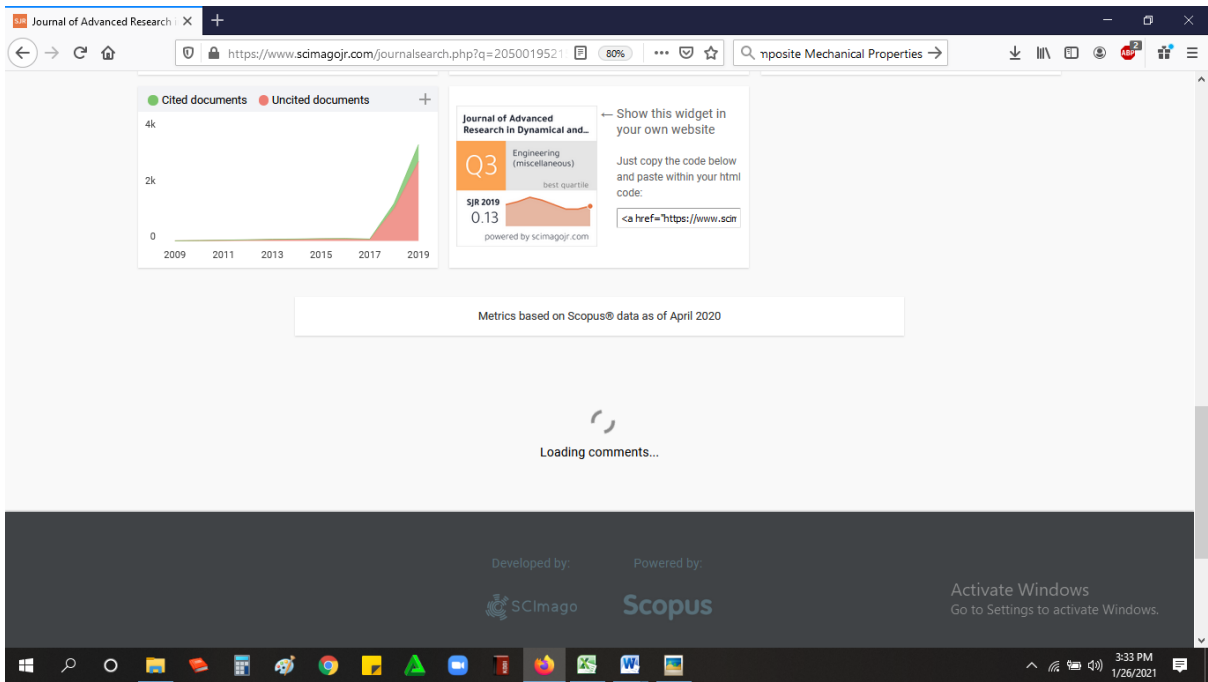 SJR Journal of Advanced Research i
https://www.scimagojr.com/journalsearch.php?q=2050019521
80%
mposite Mechanical Properties
ABP
2
Cited documents Uncited documents
4k
2k
0
2009 2011 2013 2015 2017 2019
Journal of Advanced
Research in Dynamical and...
Q3
Engineering
(miscellaneous)
best quartile
SJR 2019
0.13
powered by scimagojr.com
← Show this widget in
your own website
Just copy the code below
and paste within your html
code:
<a href="https://www.scim
Metrics based on Scopus® data as of April 2020
Loading comments...
Developed by: Powered by:
SCImago Scopus
Activate Windows
Go to Settings to activate Windows.
3:33 PM
1/26/2021